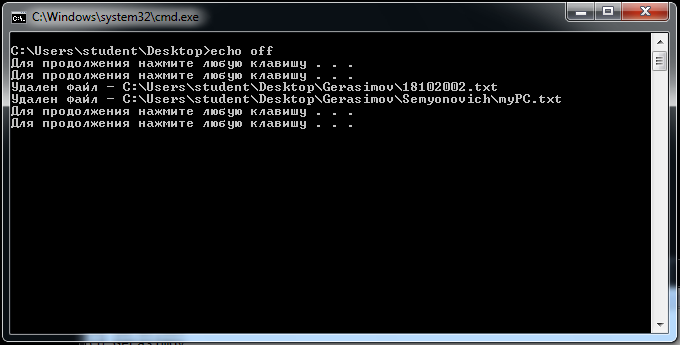 C:\Windows\system32\cmd.exe
C:\Users\student\Desktop>echo off
Для продолжения нажмите любую клавишу . . .
Для продолжения нажмите любую клавишу . . .
Удален файл - C:\Users\student\Desktop\Gerasimov\18102002.txt
Удален файл - C:\Users\student\Desktop\Gerasimov\Semyonovich\myPC.txt
Для продолжения нажмите любую клавишу . . .
Для продолжения нажмите любую клавишу . . .